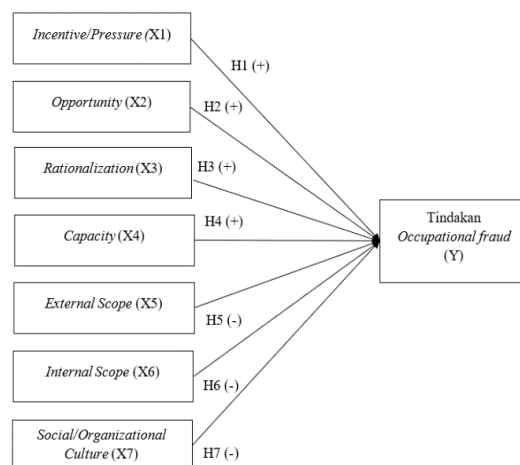 Incentive/Pressure (X1)
H1 (+)
Opportunity (X2)
H2 (+)
Rationalization (X3)
H3 (+)
Capacity (X4)
H4 (+)
External Scope (X5)
H5 (-)
Internal Scope (X6)
H6 (-)
Social/Organizational
Culture (X7)
H7 (-)
Tindakan
Occupational fraud
(Y)